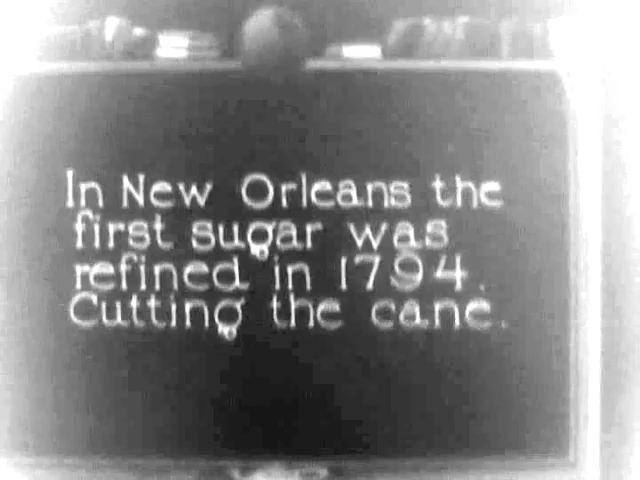 In New Orleans the
first sugar was
refined in 1794.
Cutting the cane.